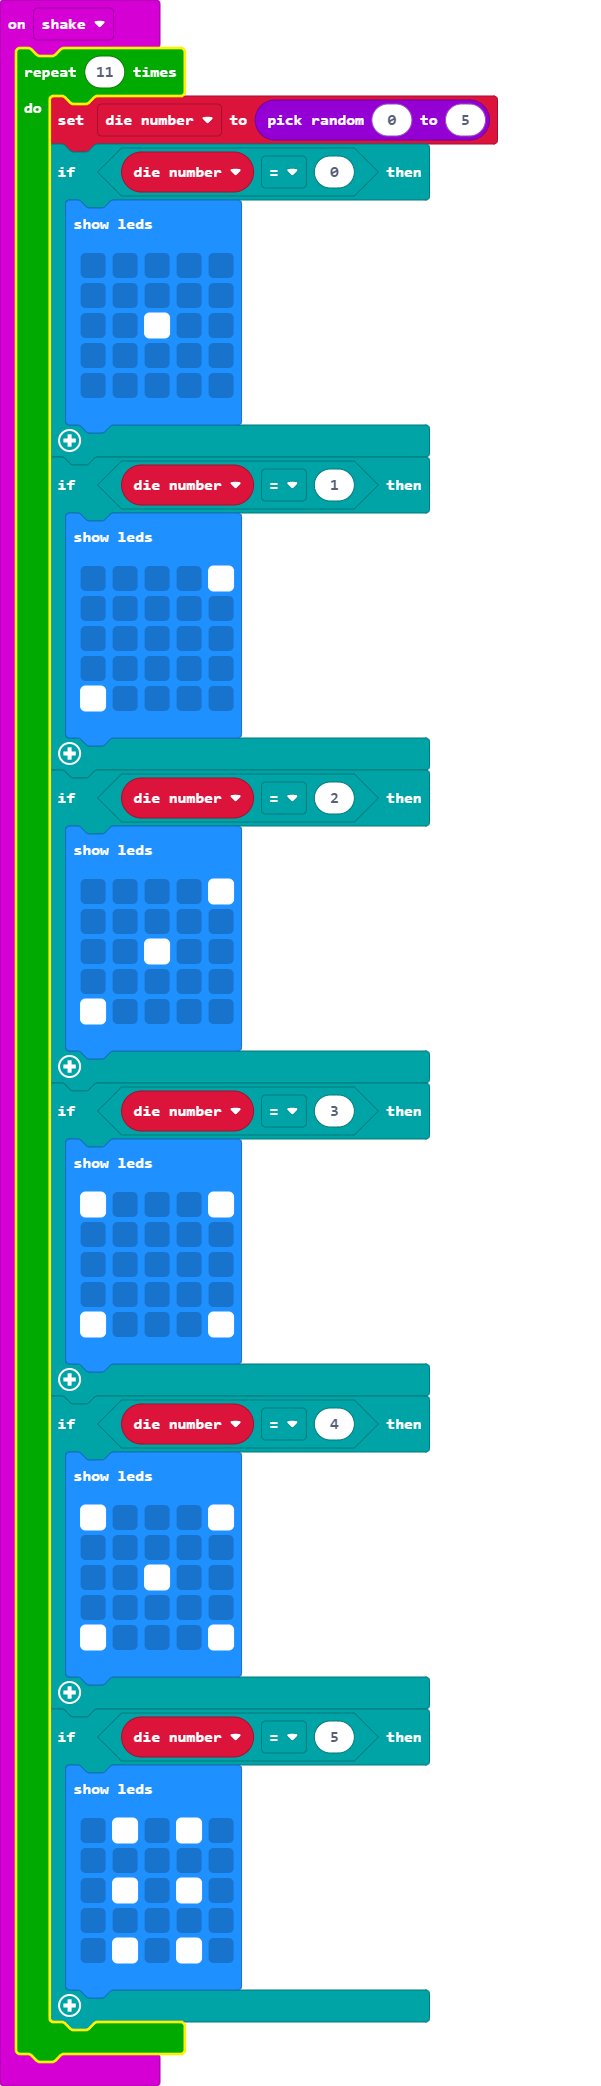 on shake
repeat 11 times
do
set die number to pick random 0 to 5
if die number = 0 then
show leds
if die number = 1 then
show leds
if die number = 2 then
show leds
if die number = 3 then
show leds
if die number = 4 then
show leds
if die number = 5 then
show leds